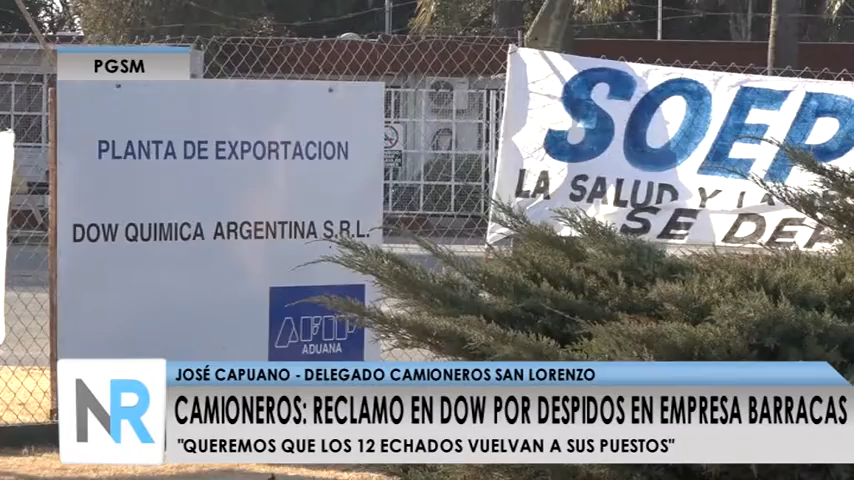 PGSM
PLANTA DE EXPORTACION
DOW QUIMICA ARGENTINA S.R.L.
AFIP
ADUANA
SOEP
LA SALUD Y LA
SE DE
NR
JOSÉ CAPUANO - DELEGADO CAMIONEROS SAN LORENZO
CAMIONEROS: RECLAMO EN DOW POR DESPIDOS EN EMPRESA BARRACAS
"QUEREMOS QUE LOS 12 ECHADOS VUELVAN A SUS PUESTOS"